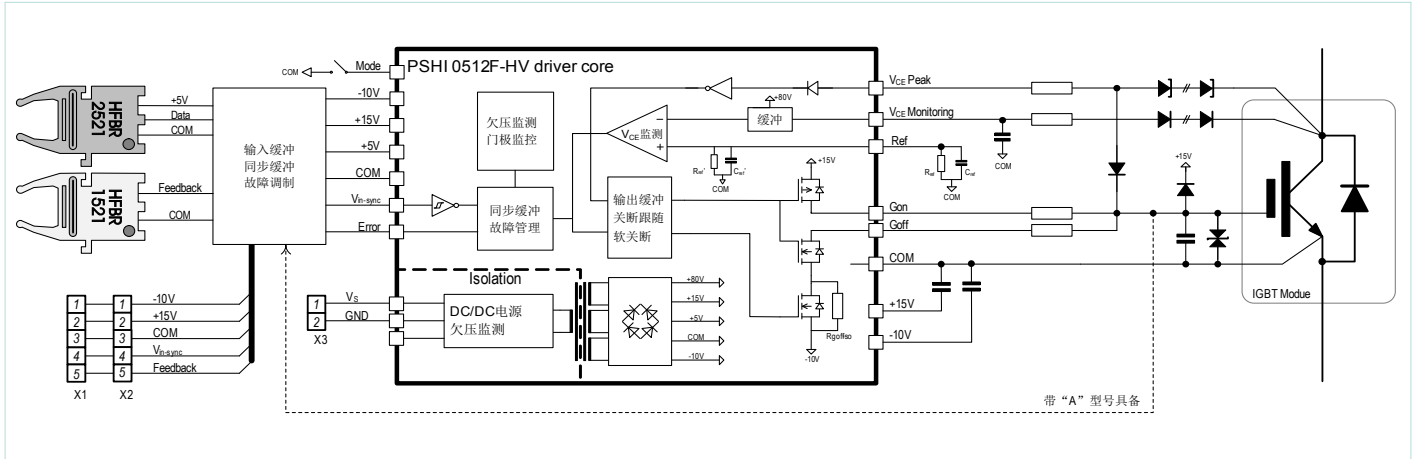 PSHI 0512F-HV driver core
COM
Mode
HFBR
2521
+5V
Data
COM
HFBR
1521
Feedback
COM
输入缓冲
同步缓冲
故障调制
-10V
+15V
+5V
COM
Vin-sync
Error
欠压监测
门极监控
同步缓冲
故障管理
VCE监测
−
+
+80V
缓冲
Rref'
Cref'
COM
输出缓冲
关断跟随
软关断
+15V
Rgoffso
-10V
VCE Peak
VCE Monitoring
Ref
COM
Rref
Cref
COM
Gon
Goff
COM
+15V
-10V
+15V
IGBT Modue
Isolation
1
2
X3
VS
GND
DC/DC电源
欠压监测
+80V
+15V
+5V
COM
-10V
1 1 -10V
2 2 +15V
3 3 COM
4 4 Vin-sync
5 5 Feedback
X1 X2
带“A”型号具备